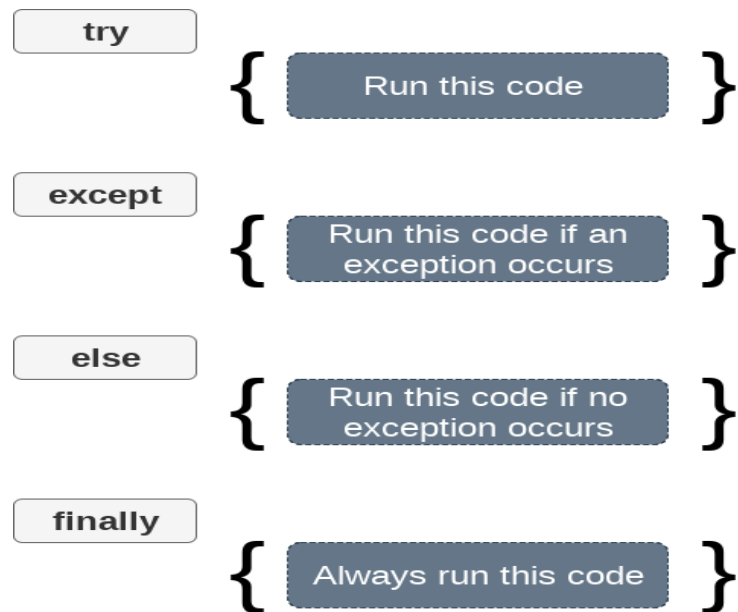 try
{ Run this code }
except
{ Run this code if an
exception occurs }
else
{ Run this code if no
exception occurs }
finally
{ Always run this code }